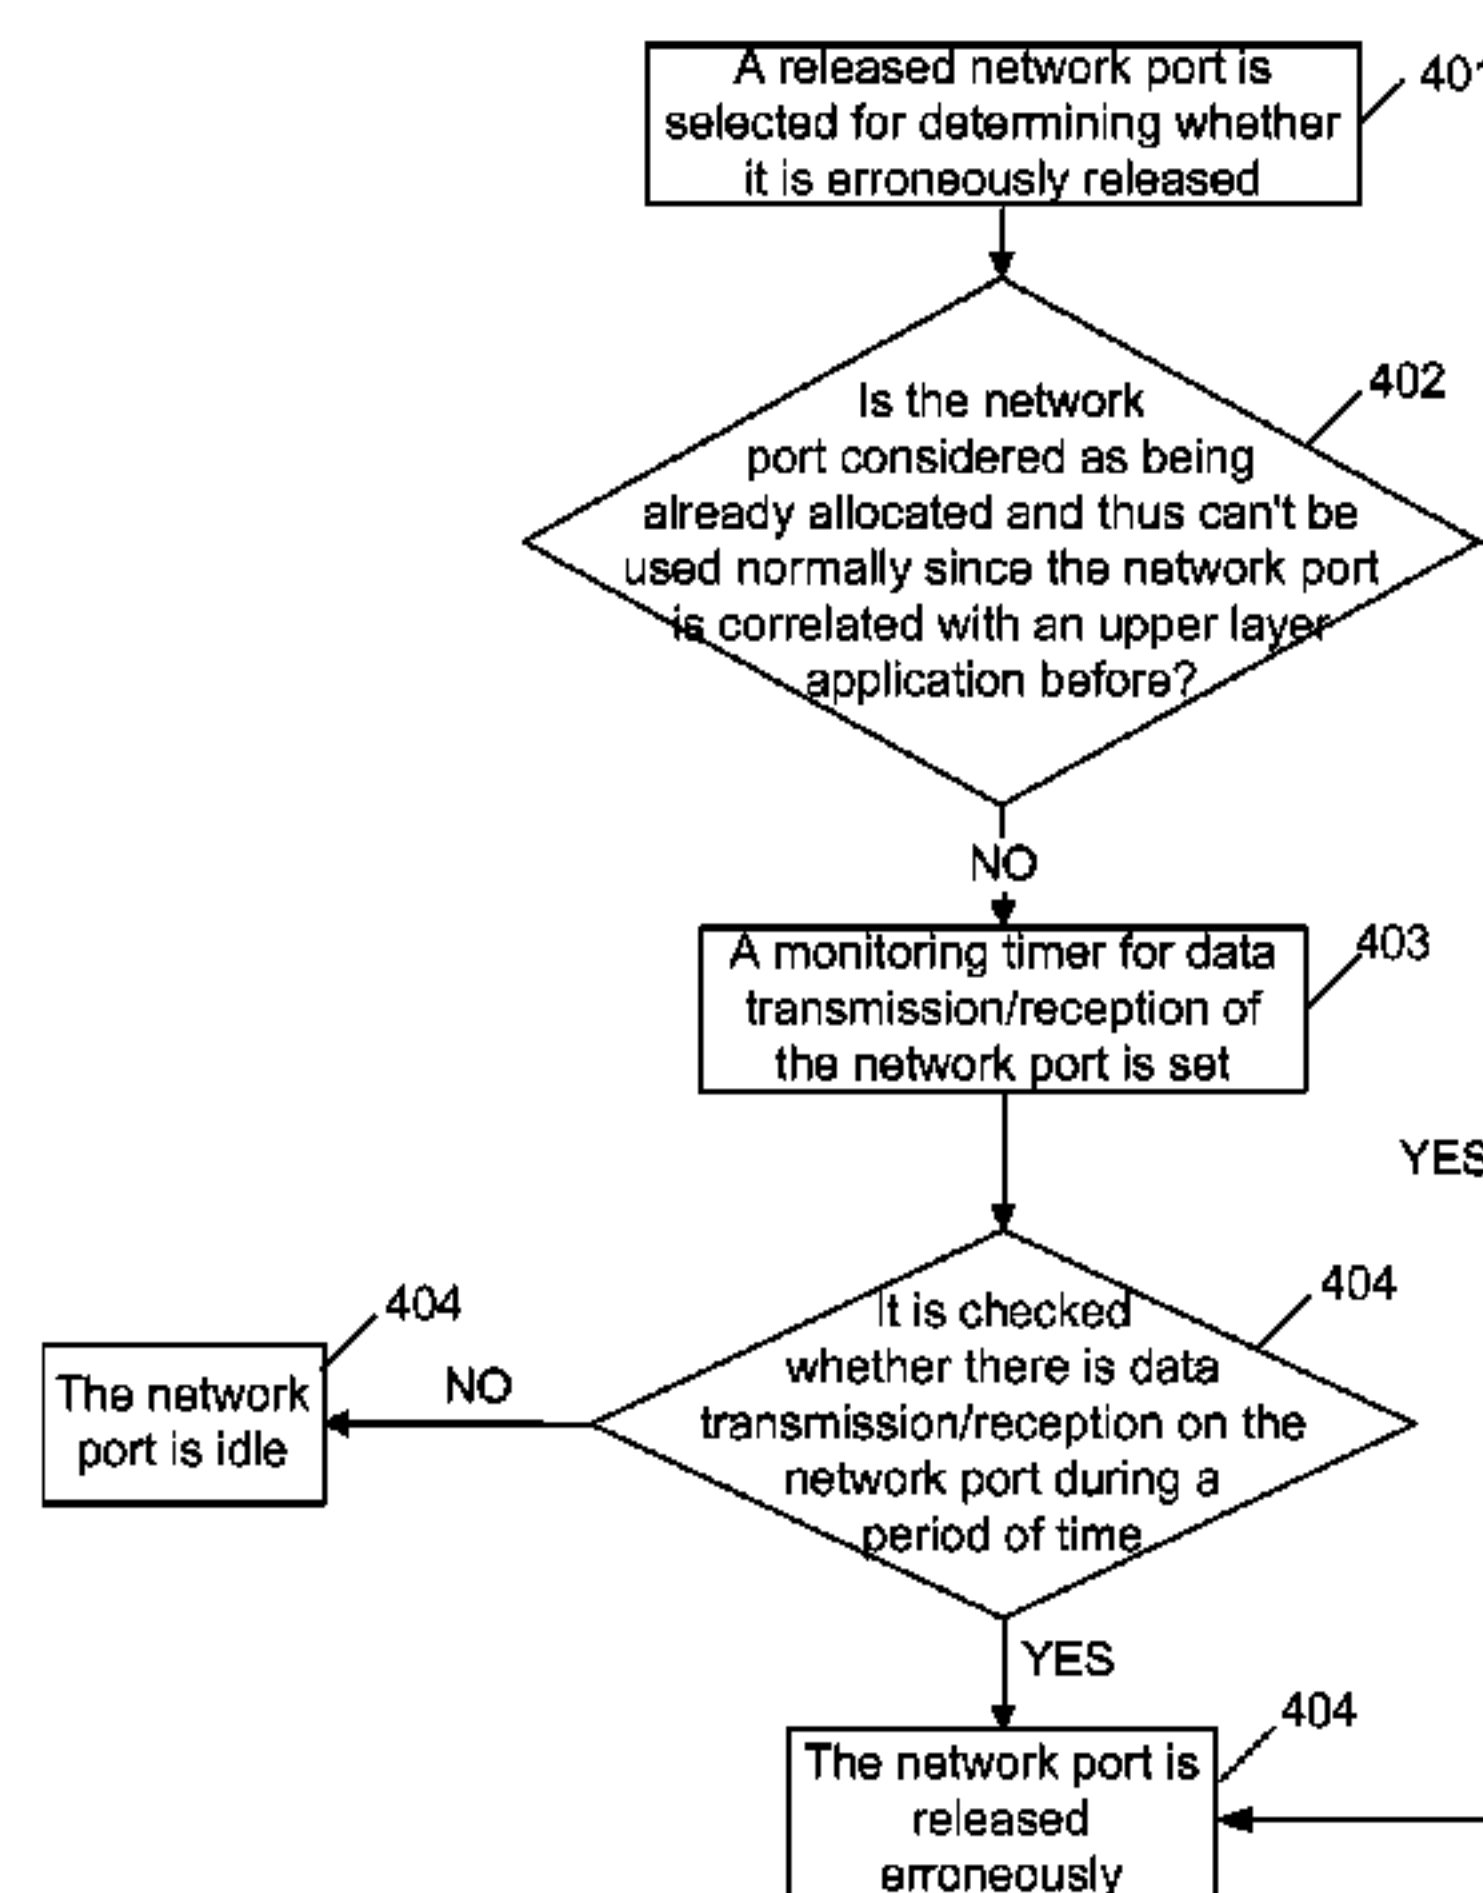 A released network port is
selected for determining whether
it is erroneously released
401
Is the network
port considered as being
already allocated and thus can't be
used normally since the network port
is correlated with an upper layer
application before?
402
NO
A monitoring timer for data
transmission/reception of
the network port is set
403
YES
It is checked
whether there is data
transmission/reception on the
network port during a
period of time
404
NO
The network
port is idle
404
YES
The network port is
released
erroneously
404